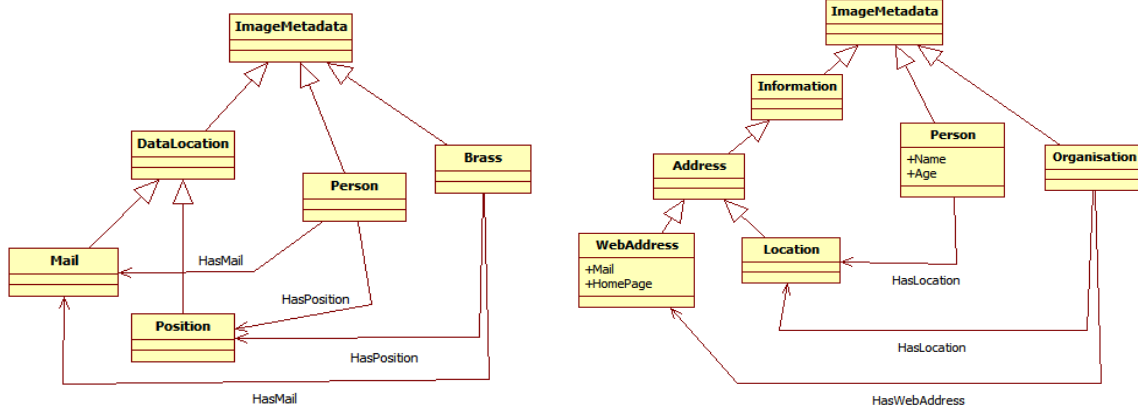 ImageMetadata
DataLocation
Brass
Person
Mail
HasMail
HasPosition
Position
HasPosition
HasMail
ImageMetadata
Information
Person
+Name
+Age
Organisation
Address
WebAddress
+Mail
+HomePage
Location
HasLocation
HasLocation
HasWebAddress